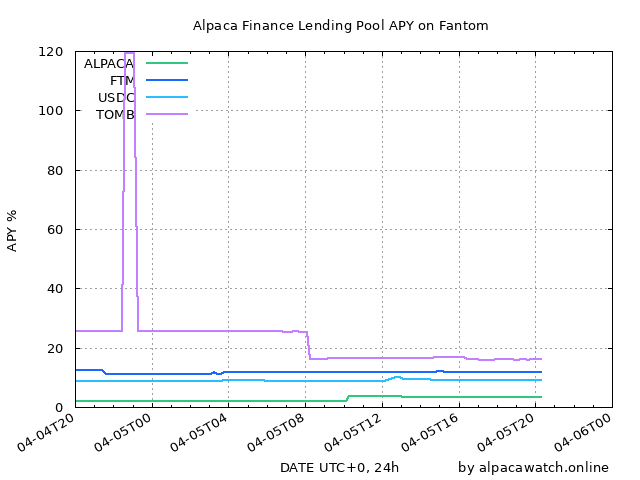 Alpaca Finance Lending Pool APY on Fantom
120
100
80
60
40
20
0
APY %
ALPACA
FTM
USDC
TOMB
04-04T20
04-05T00
04-05T04
04-05T08
04-05T12
04-05T16
04-05T20
04-06T00
DATE UTC+0, 24h
by alpacawatch.online